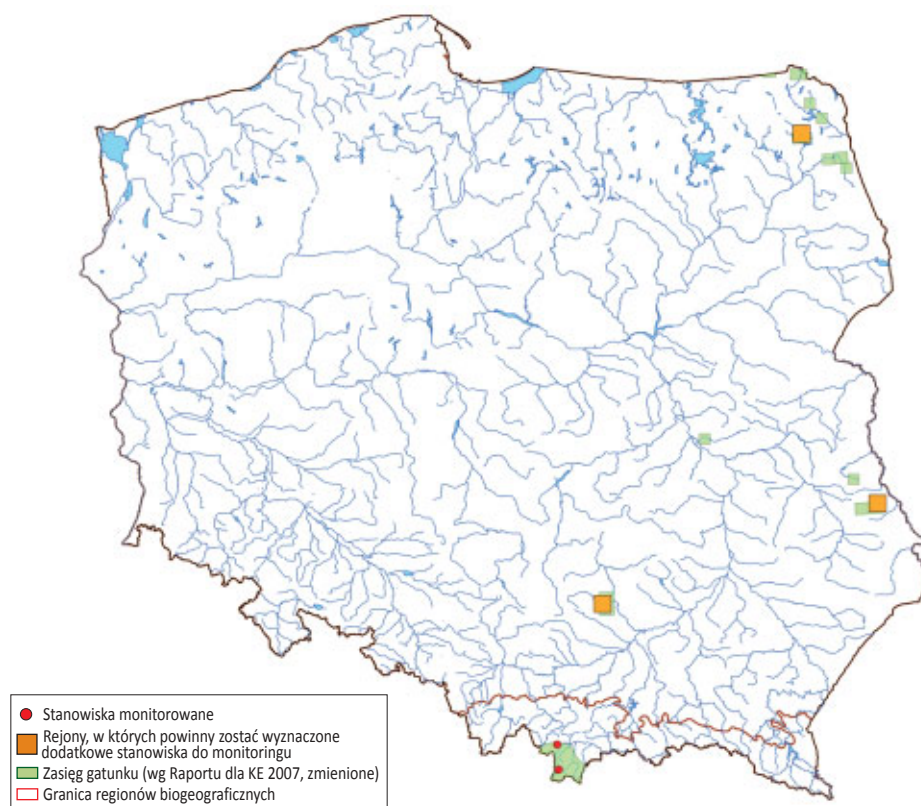 Stanowiska monitorowane
Rejony, w których powinny zostać wyznaczone
dodatkowe stanowiska do monitoringu
Zasięg gatunku (wg Raportu dla KE 2007, zmienione)
Granica regionów biogeograficznych